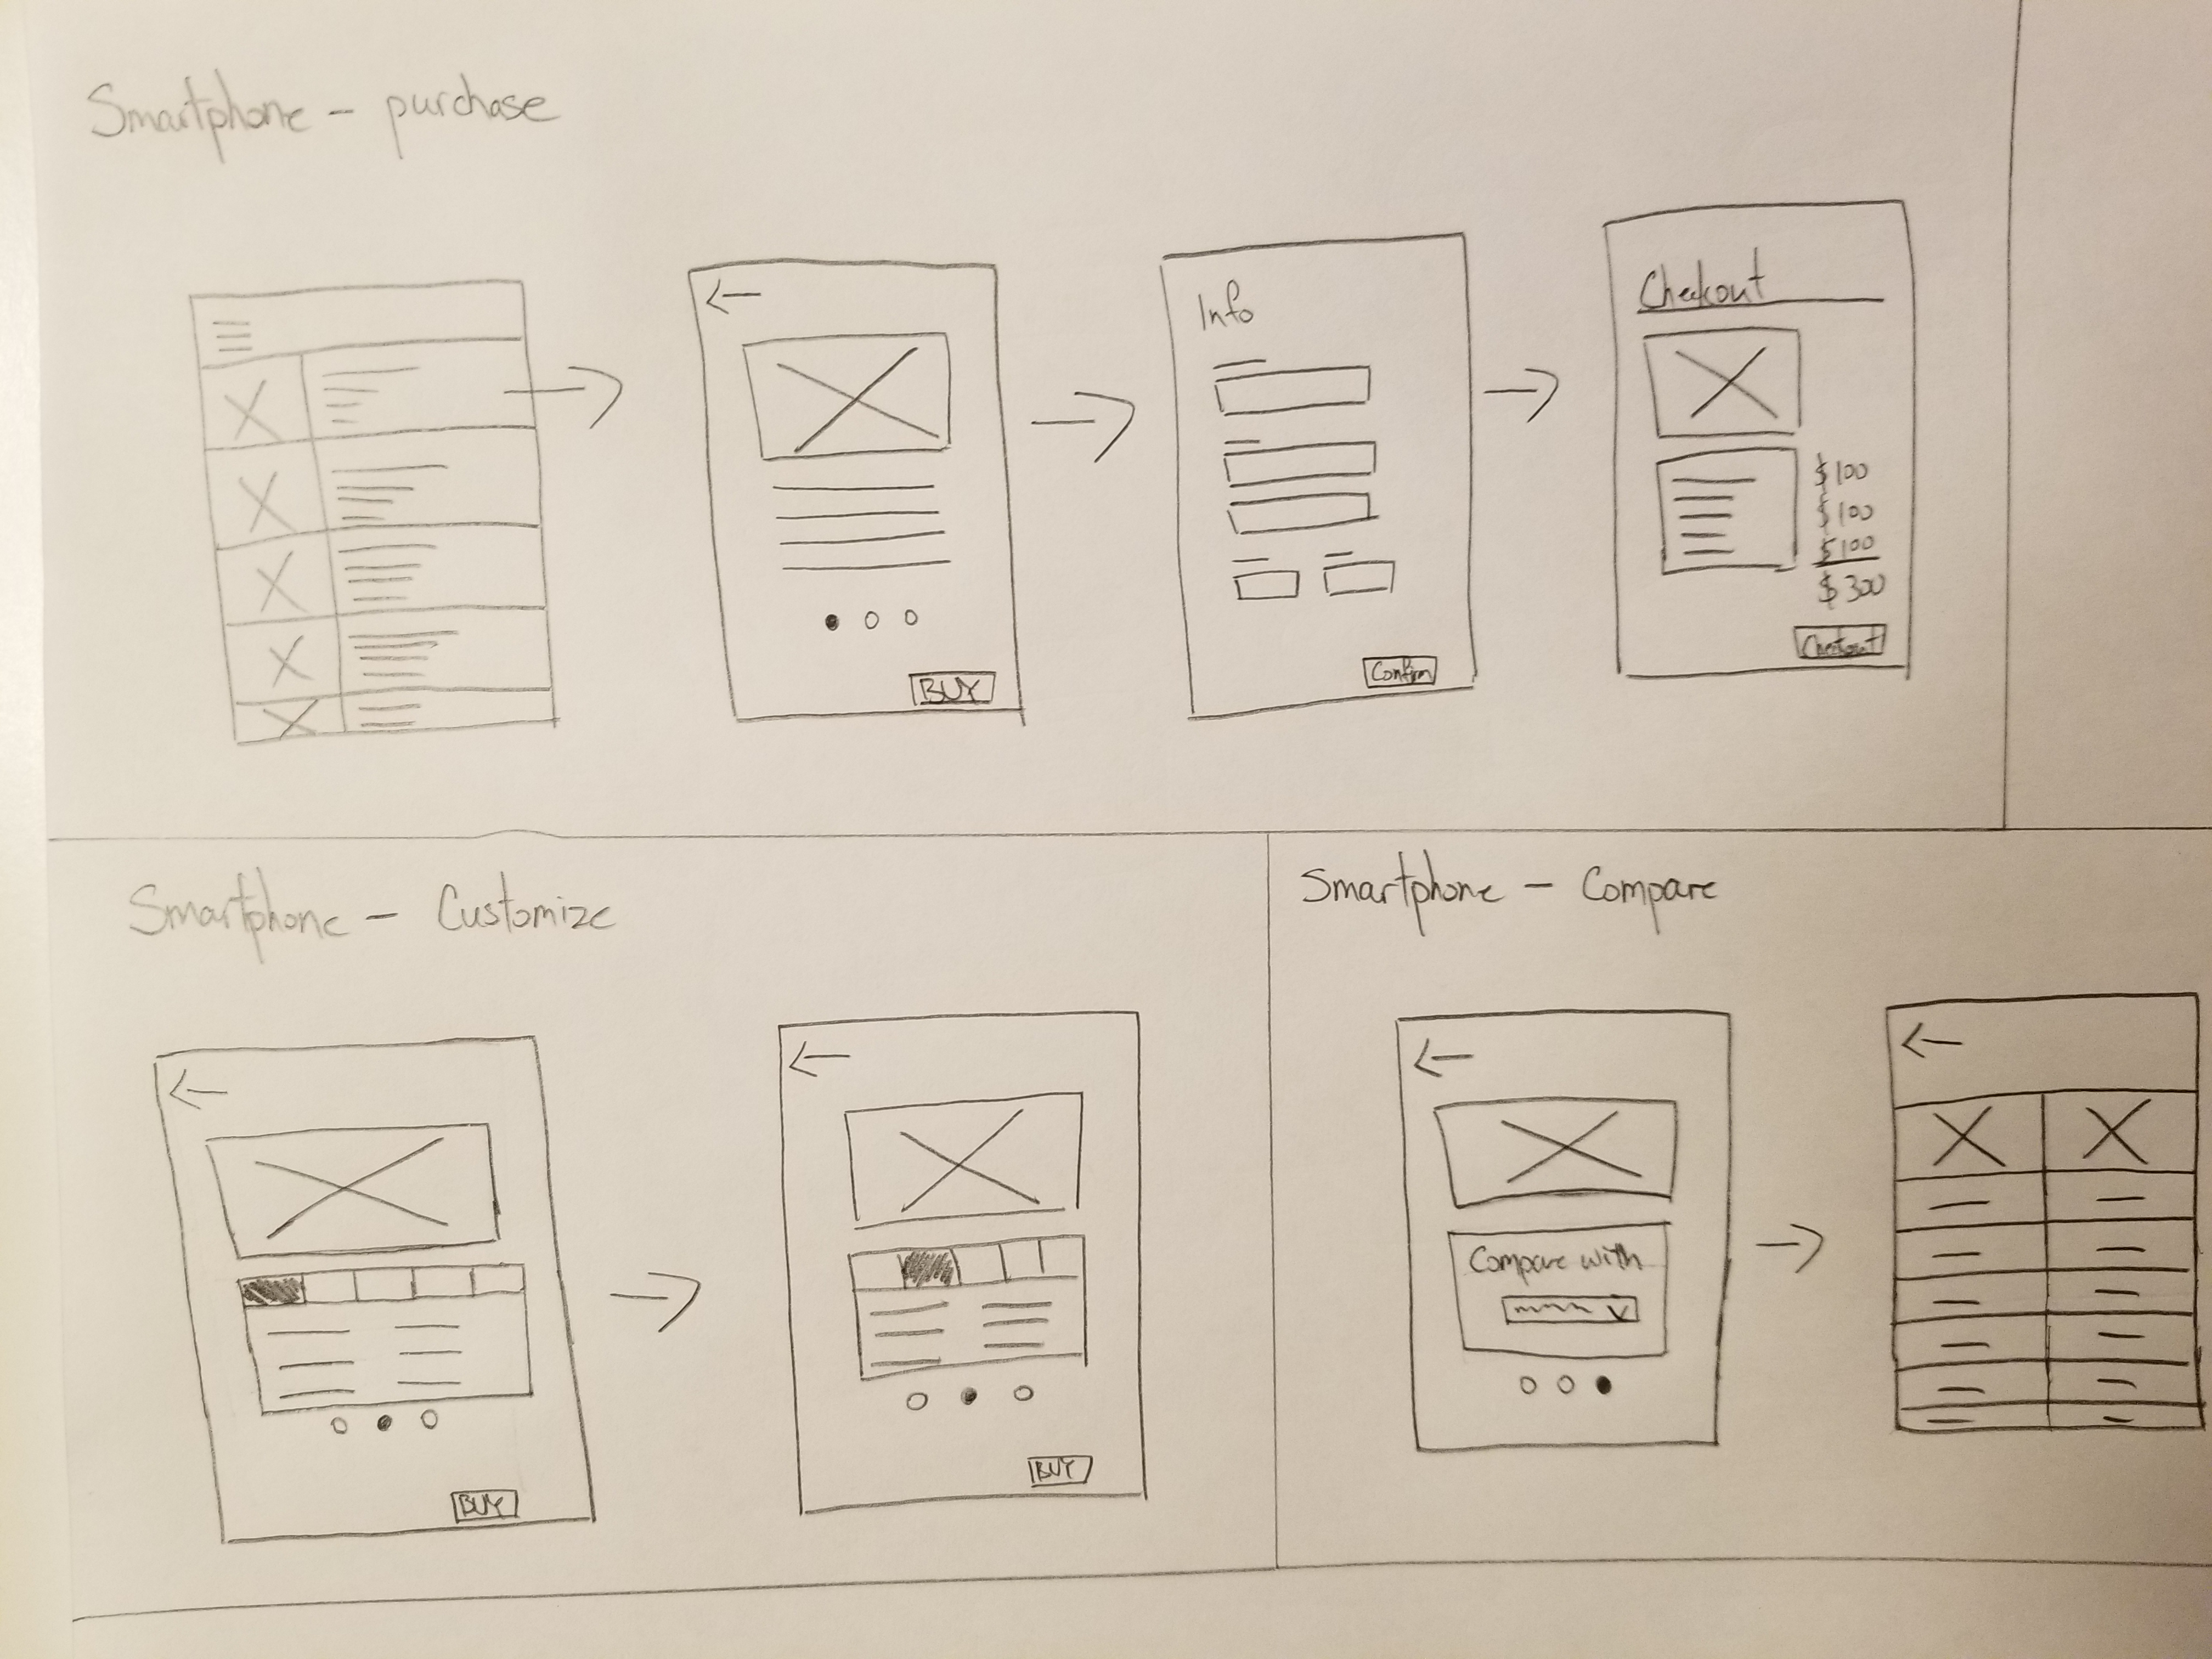 Smartphone - purchase
Info
Confirm
BUY
Checkout
$100
$100
$100
$300
Checkout
Smartphone - Customize
BUY
BUY
Smartphone - Compare
Compare with